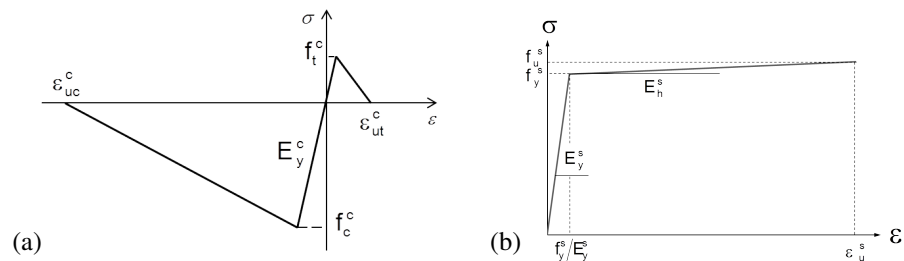 σ
f_t^c
ε_uc^c
ε
ε_ut^c
E_y^c
f_c^c
(a)
σ
f_u^s
f_y^s
E_h^s
E_y^s
ε
f_y^s/E_y^s
ε_u^s
(b)